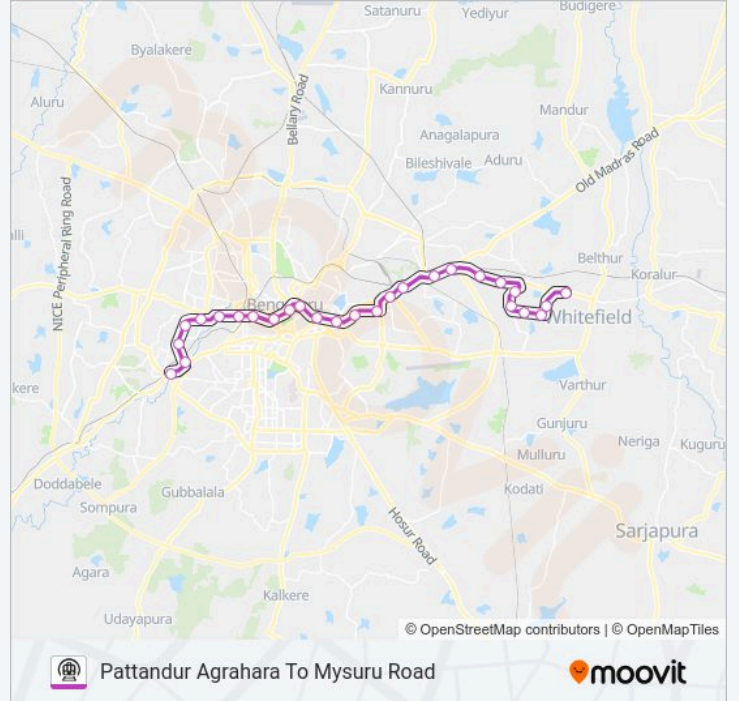 Satanuru
Yediyur
Budigere
Byalakere
Kannuru
Aluru
Mandur
Bellary Road
Anagalapura
Bileshivale
Aduru
Old Madras Road
NICE Peripheral Ring Road
Belthur
Koralur
Whitefield
Varthur
Gunjuru
Neriga
Kuguru
Mulluru
Kodati
Doddabele
Gubbalala
Sompura
Hosur Road
Sarjapura
Agara
Kalkere
Udayapura
© OpenStreetMap contributors | © OpenMapTiles
Pattandur Agrahara To Mysuru Road
moovit